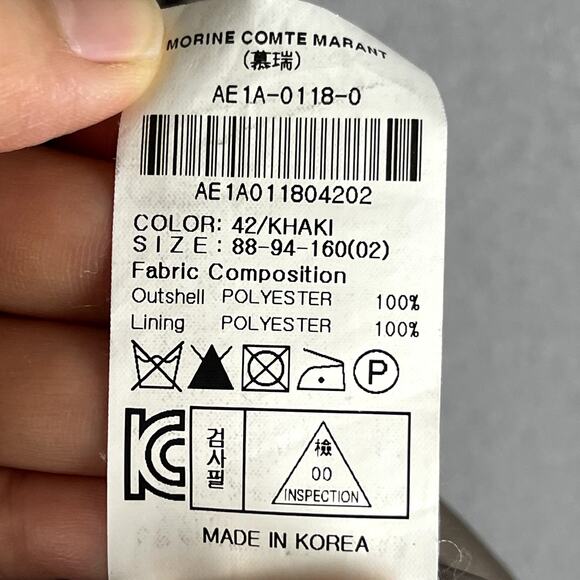 MORINE COMTE MARANT
(慕瑞)
AE1A-0118-0
AE1A011804202
COLOR: 42/KHAKI
SIZE: 88-94-160(02)
Fabric Composition
Outshell POLYESTER 100%
Lining POLYESTER 100%
P
KC
검사필
檢
00
INSPECTION
MADE IN KOREA